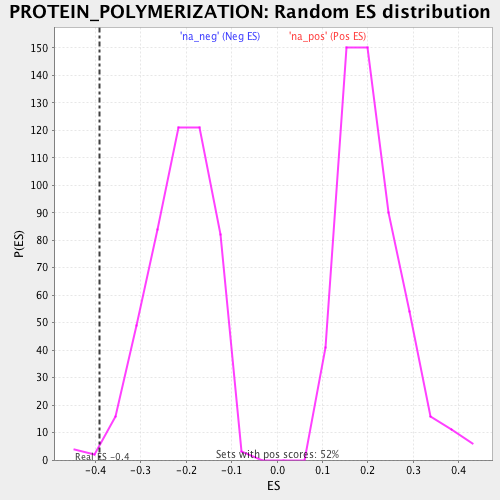 PROTEIN_POLYMERIZATION: Random ES distribution
'na_neg' (Neg ES) 'na_pos' (Pos ES)
150
140
130
120
110
100
90
80
70
60
50
40
30
20
10
0
P(ES)
Real ES -0.4
Sets with pos scores: 52%
-0.4 -0.3 -0.2 -0.1 0.0 0.1 0.2 0.3 0.4
ES